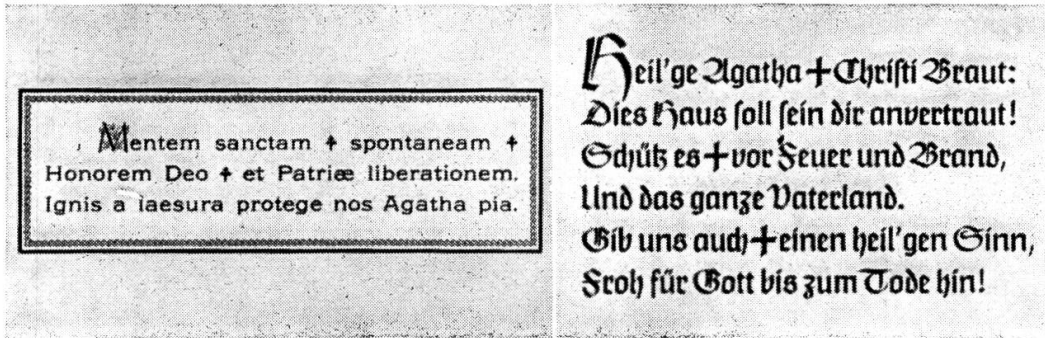 Mentem sanctam ✝ spontaneam ✝
Honorem Deo ✝ et Patriæ liberationem.
Ignis a iaesura protege nos Agatha pia.
Heil'ge Agatha ✝ Chriſti Braut:
Dies Haus ſoll ſein dir anvertraut!
Schütz es ✝ vor Feuer und Brand,
Und das ganze Vaterland.
Gib uns auch ✝ einen heil'gen Sinn,
Froh für Gott bis zum Tode hin!